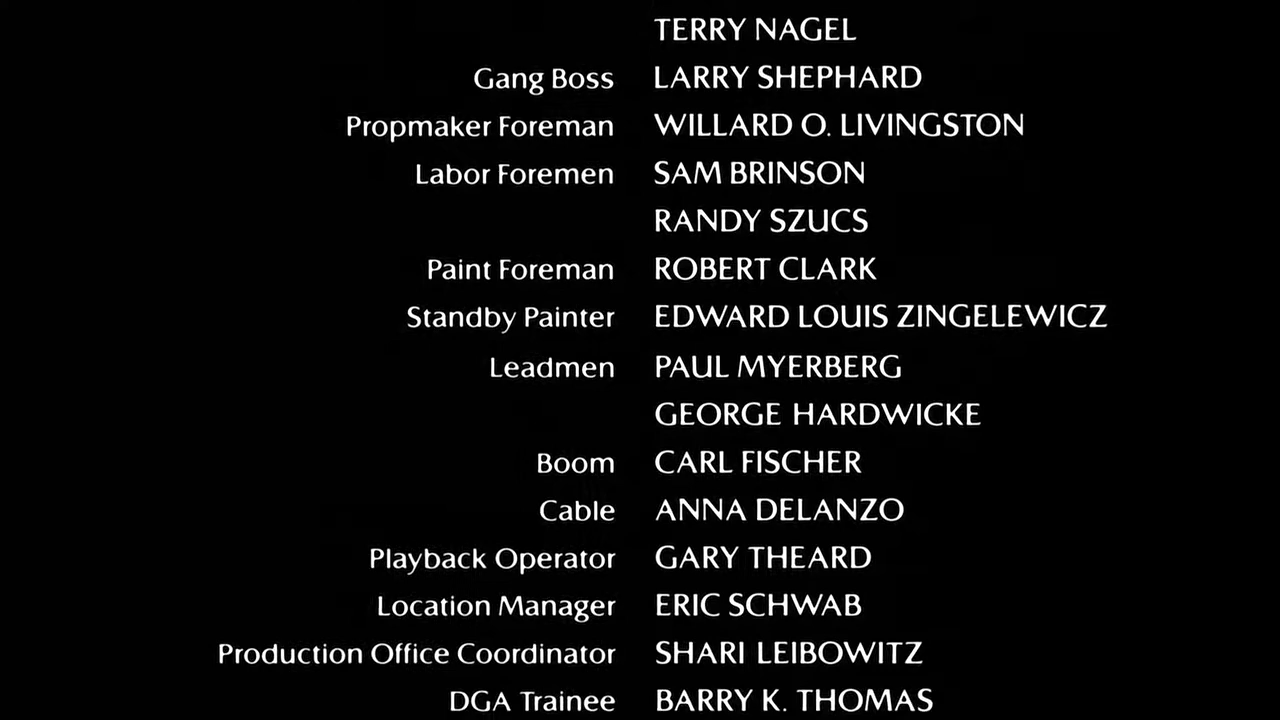 TERRY NAGEL
Gang Boss LARRY SHEPHARD
Propmaker Foreman WILLARD O. LIVINGSTON
Labor Foremen SAM BRINSON
RANDY SZUCS
Paint Foreman ROBERT CLARK
Standby Painter EDWARD LOUIS ZINGELEWICZ
Leadmen PAUL MYERBERG
GEORGE HARDWICKE
Boom CARL FISCHER
Cable ANNA DELANZO
Playback Operator GARY THEARD
Location Manager ERIC SCHWAB
Production Office Coordinator SHARI LEIBOWITZ
DGA Trainee BARRY K. THOMAS